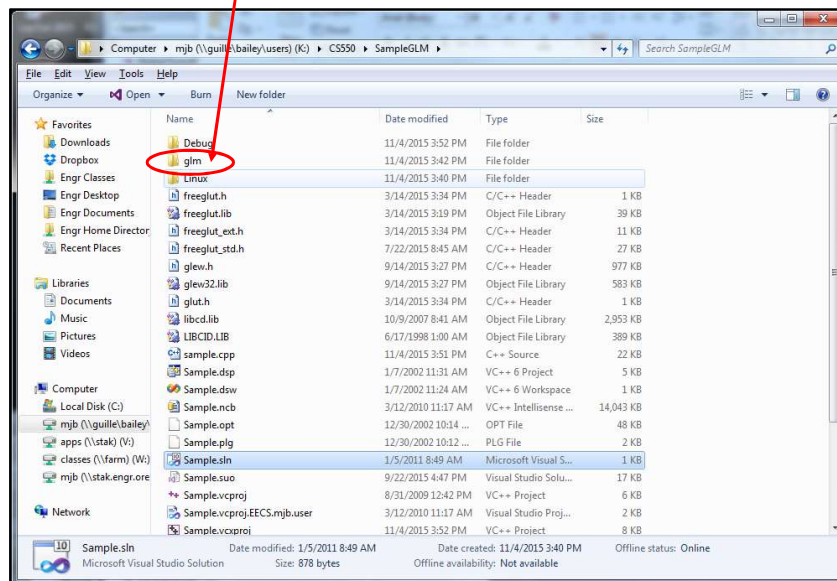 Computer ▸ mjb (\\guille\bailey\users) (K:) ▸ CS550 ▸ SampleGLM ▸ Search SampleGLM
File Edit View Tools Help
Organize ▾ Open ▾ Burn New folder
Name Date modified Type Size
Favorites
Downloads
Dropbox
Engr Classes
Engr Desktop
Engr Documents
Engr Home Director
Recent Places
Libraries
Documents
Music
Pictures
Videos
Computer
Local Disk (C:)
mjb (\\guille\bailey\
apps (\\stak) (V:)
classes (\\farm) (W:)
mjb (\\stak.engr.ore
Network
Debug 11/4/2015 3:52 PM File folder
glm 11/4/2015 3:42 PM File folder
Linux 11/4/2015 3:40 PM File folder
freeglut.h 3/14/2015 3:34 PM C/C++ Header 1 KB
freeglut.lib 3/14/2015 3:19 PM Object File Library 39 KB
freeglut_ext.h 3/14/2015 3:34 PM C/C++ Header 11 KB
freeglut_std.h 7/22/2015 8:45 AM C/C++ Header 27 KB
glew.h 9/14/2015 3:27 PM C/C++ Header 977 KB
glew32.lib 9/14/2015 3:27 PM Object File Library 583 KB
glut.h 3/14/2015 3:34 PM C/C++ Header 1 KB
libcd.lib 10/9/2007 8:41 AM Object File Library 2,953 KB
LIBCID.LIB 6/17/1998 1:00 AM Object File Library 389 KB
sample.cpp 11/4/2015 3:51 PM C++ Source 22 KB
Sample.dsp 1/7/2002 11:31 AM VC++ 6 Project 5 KB
Sample.dsw 1/7/2002 11:24 AM VC++ 6 Workspace 1 KB
Sample.ncb 3/12/2010 11:17 AM VC++ Intellisense ... 14,043 KB
Sample.opt 12/30/2002 10:14 ... OPT File 48 KB
Sample.plg 12/30/2002 10:12 ... PLG File 2 KB
Sample.sln 1/5/2011 8:49 AM Microsoft Visual S... 1 KB
Sample.suo 9/22/2015 4:47 PM Visual Studio Solu... 17 KB
Sample.vcproj 8/31/2009 12:42 PM VC++ Project 6 KB
Sample.vcproj.EECS.mjb.user 3/12/2010 11:17 AM Visual Studio Proj... 2 KB
Sample.vcxproj 11/4/2015 3:52 PM VC++ Project 8 KB
10 Sample.sln Date modified: 1/5/2011 8:49 AM Date created: 11/4/2015 3:40 PM Offline status: Online
Microsoft Visual Studio Solution Size: 878 bytes Offline availability: Not available